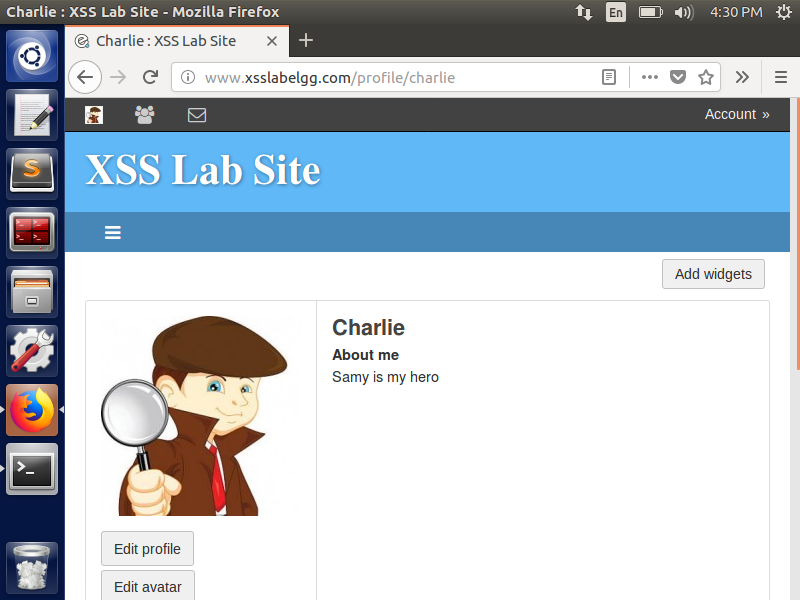 Charlie : XSS Lab Site - Mozilla Firefox
En
4:30 PM
Charlie : XSS Lab Site
www.xsslabelgg.com/profile/charlie
Account »
XSS Lab Site
Add widgets
Charlie
About me
Samy is my hero
Edit profile
Edit avatar